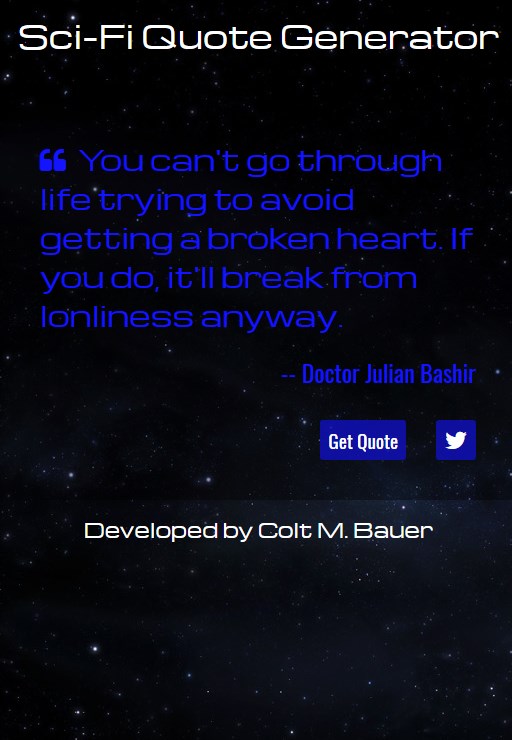 Sci-Fi Quote Generator
“ You can't go through
life trying to avoid
getting a broken heart. If
you do, it'll break from
lonliness anyway.
-- Doctor Julian Bashir
Get Quote
Developed by Colt M. Bauer